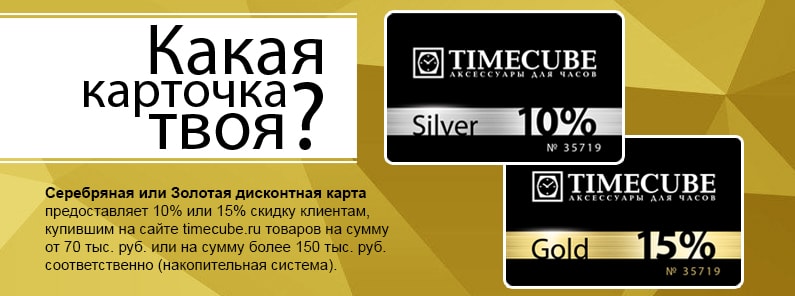 Какая
карточка
твоя?
Серебряная или Золотая дисконтная карта
предоставляет 10% или 15% скидку клиентам,
купившим на сайте timecube.ru товаров на сумму
от 70 тыс. руб. или на сумму более 150 тыс. руб.
соответственно (накопительная система).
TIMECUBE
АКСЕССУАРЫ ДЛЯ ЧАСОВ
Silver 10%
№ 35719
TIMECUBE
АКСЕССУАРЫ ДЛЯ ЧАСОВ
Gold 15%
№ 35719